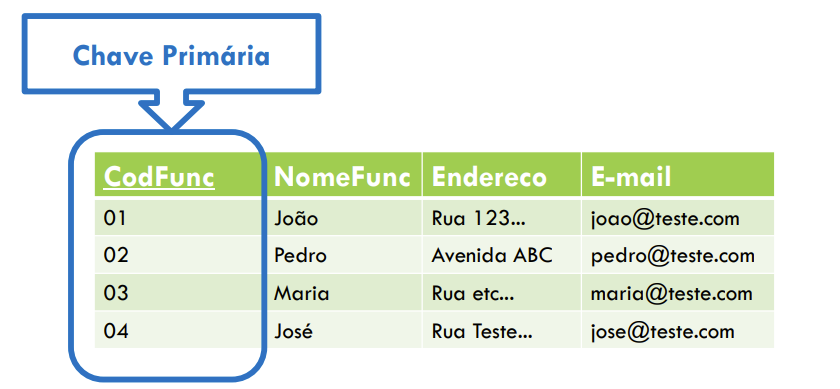 Chave Primária
CodFunc NomeFunc Endereco E-mail
01 João Rua 123... joao@teste.com
02 Pedro Avenida ABC pedro@teste.com
03 Maria Rua etc... maria@teste.com
04 José Rua Teste... jose@teste.com